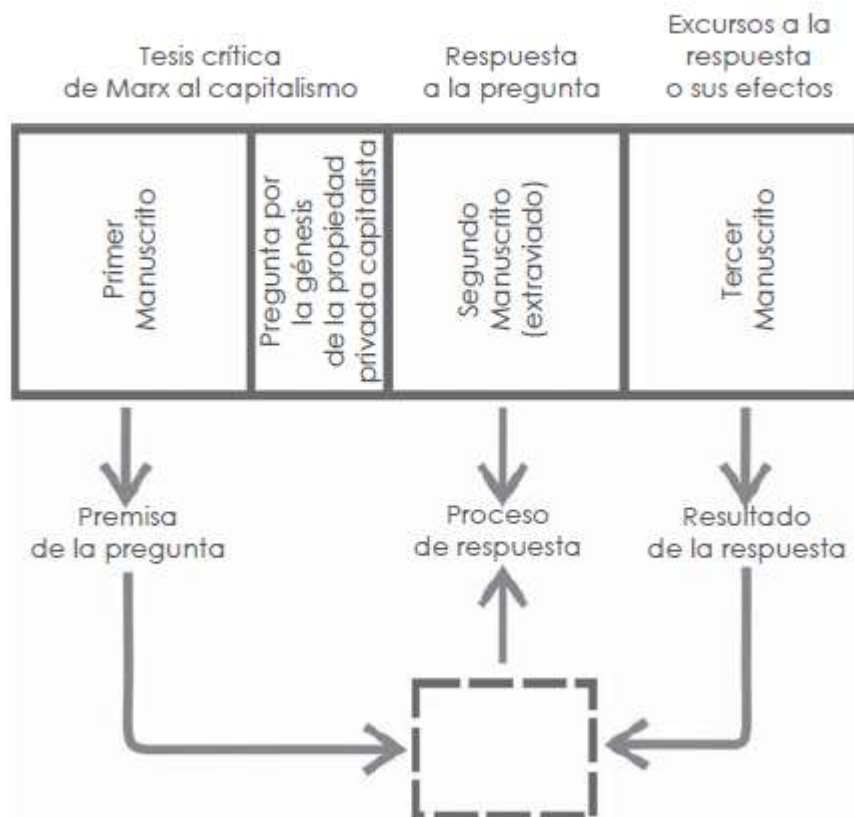 Tesis crítica
de Marx al capitalismo
Respuesta
a la pregunta
Excursos a la
respuesta
o sus efectos
Primer
Manuscrito
Pregunta por
la génesis
de la propiedad
privada capitalista
Segundo
Manuscrito
(extraviado)
Tercer
Manuscrito
Premisa
de la pregunta
Proceso
de respuesta
Resultado
de la respuesta